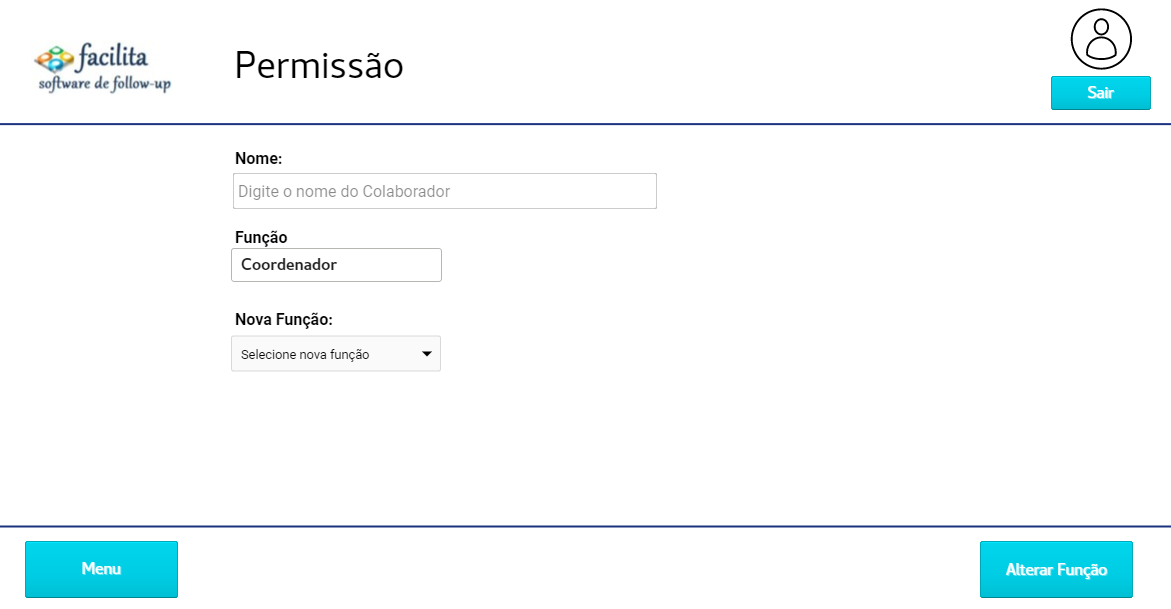 facilita
software de follow-up
Permissão
Sair
Nome:
Digite o nome do Colaborador
Função
Coordenador
Nova Função:
Selecione nova função
Menu
Alterar Função